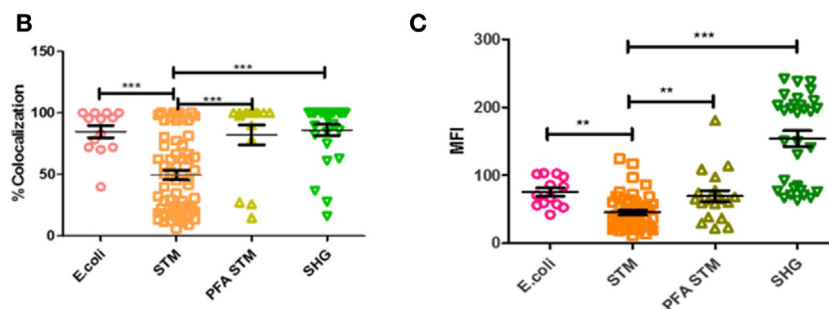 B
150
100
50
0
% Colocalization
***
***
***
E.coli
STM
PFA STM
SHG
C
300
200
100
0
MFI
**
**
***
E.coli
STM
PFA STM
SHG